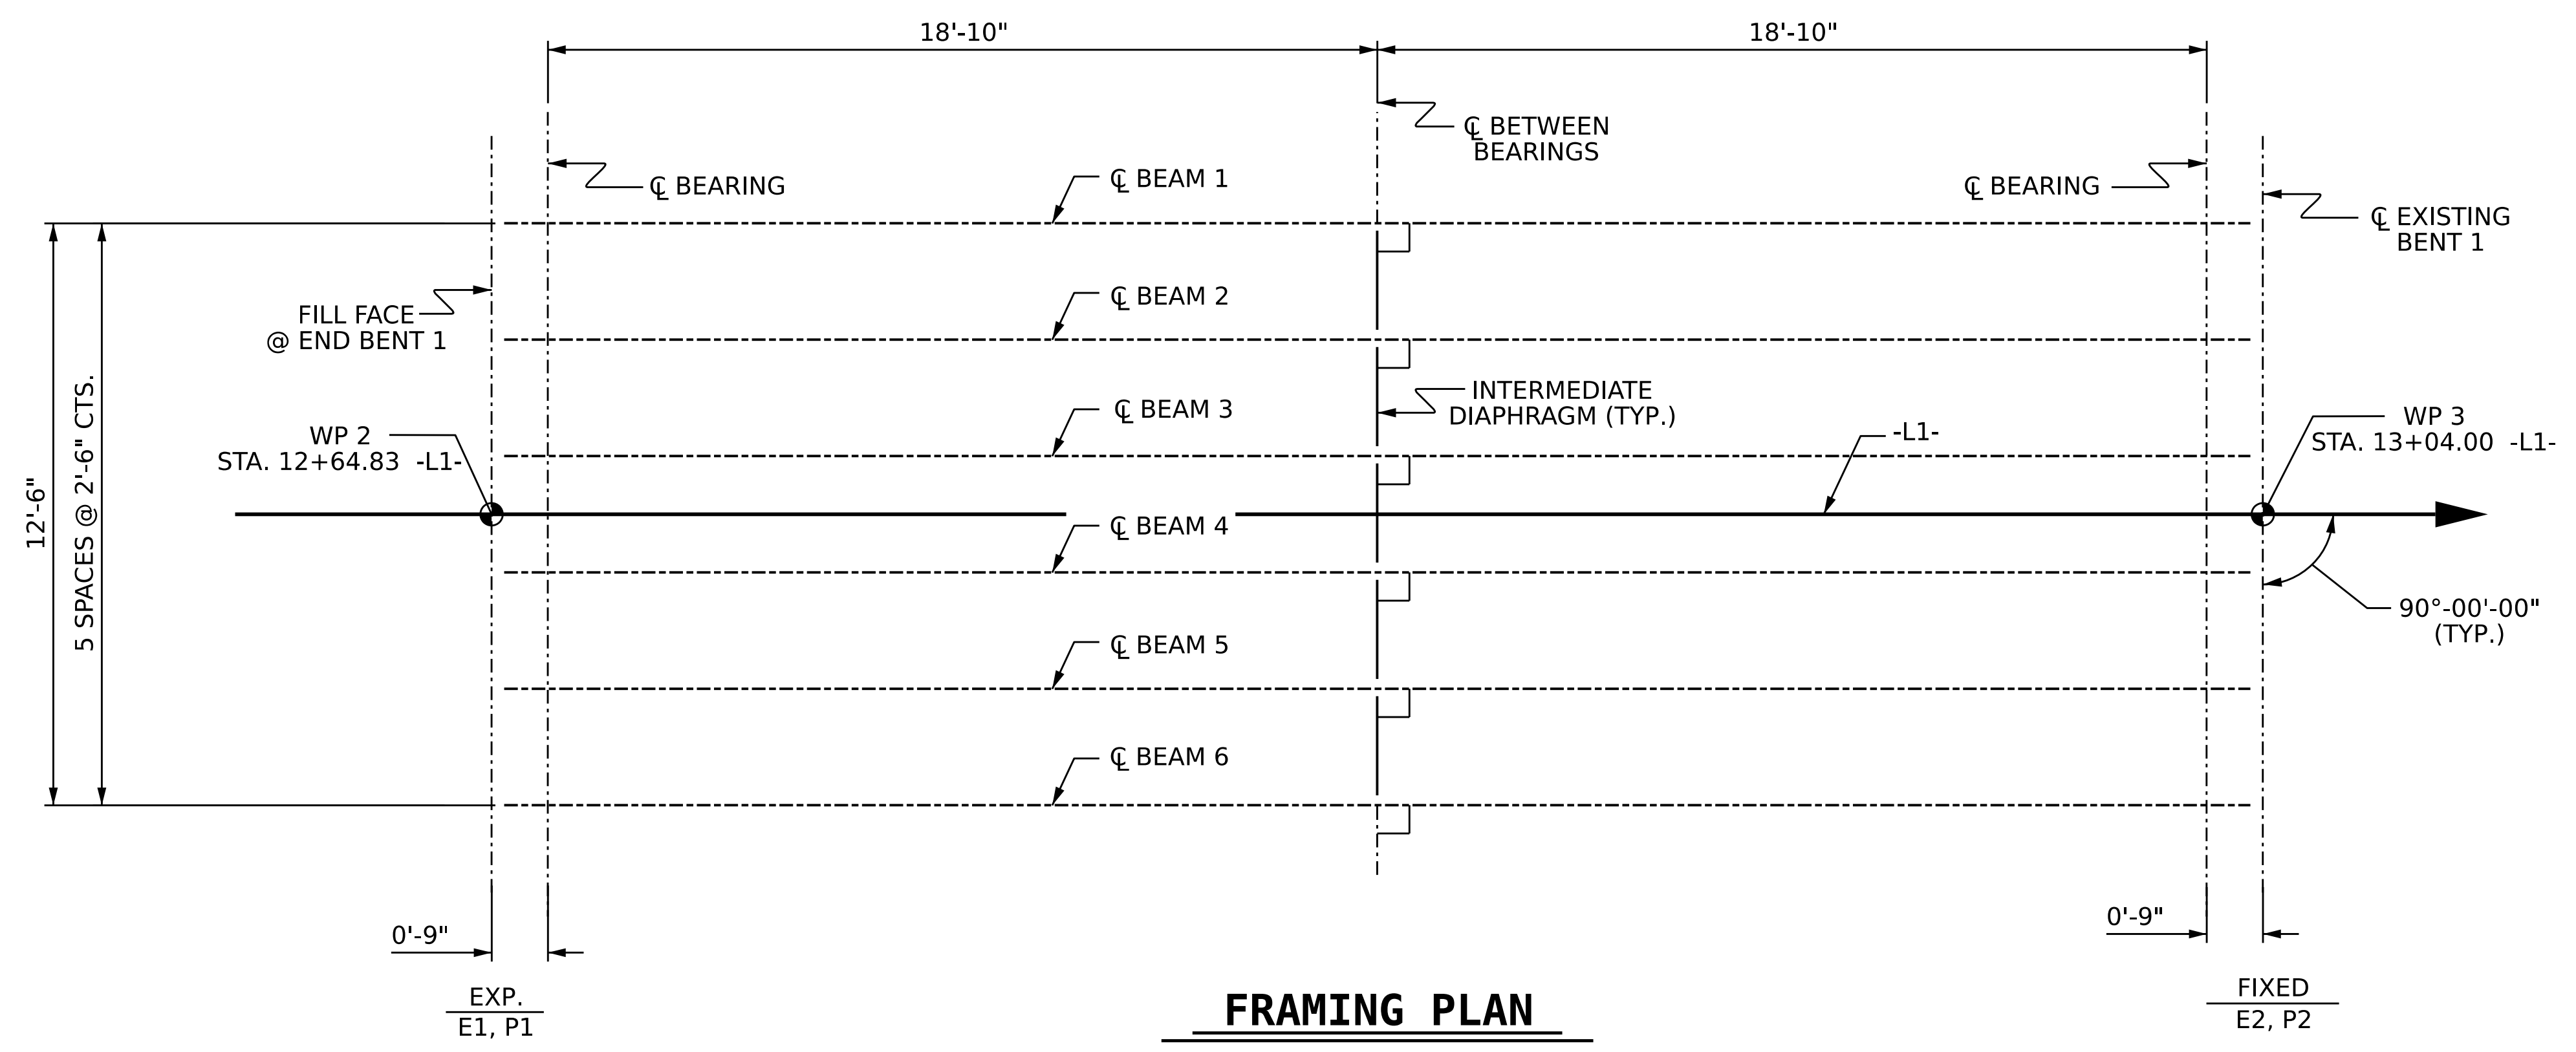 18'-10"
18'-10"
℄ BETWEEN
BEARINGS
℄ BEARING
℄ BEAM 1
℄ BEARING
℄ EXISTING
BENT 1
FILL FACE
@ END BENT 1
℄ BEAM 2
INTERMEDIATE
DIAPHRAGM (TYP.)
℄ BEAM 3
-L1-
WP 2
STA. 12+64.83 -L1-
WP 3
STA. 13+04.00 -L1-
12'-6"
5 SPACES @ 2'-6" CTS.
℄ BEAM 4
90°-00'-00"
(TYP.)
℄ BEAM 5
℄ BEAM 6
0'-9"
0'-9"
EXP.
E1, P1
FRAMING PLAN
FIXED
E2, P2